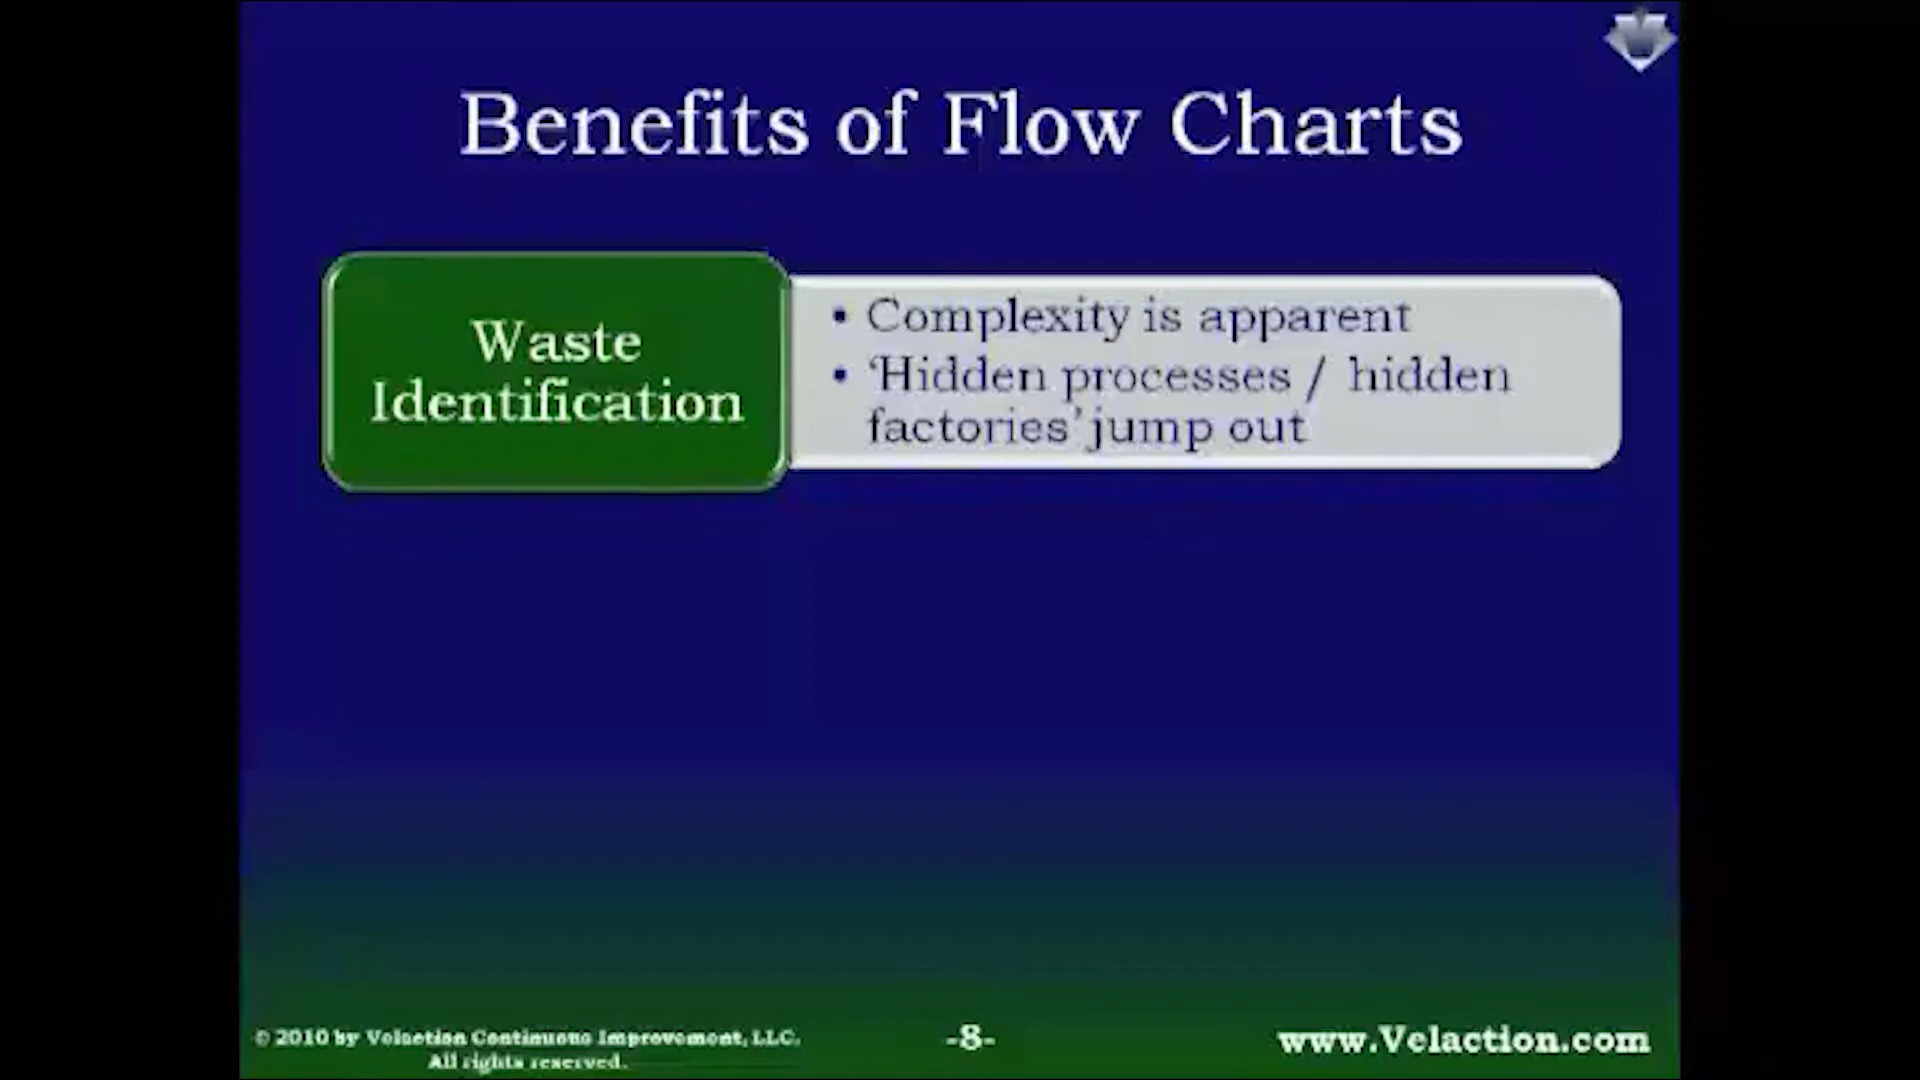 Benefits of Flow Charts
Waste
Identification
• Complexity is apparent
• ‘Hidden processes / hidden
factories’ jump out
© 2010 by Velaction Continuous Improvement, LLC.
All rights reserved.
-8-
www.Velaction.com